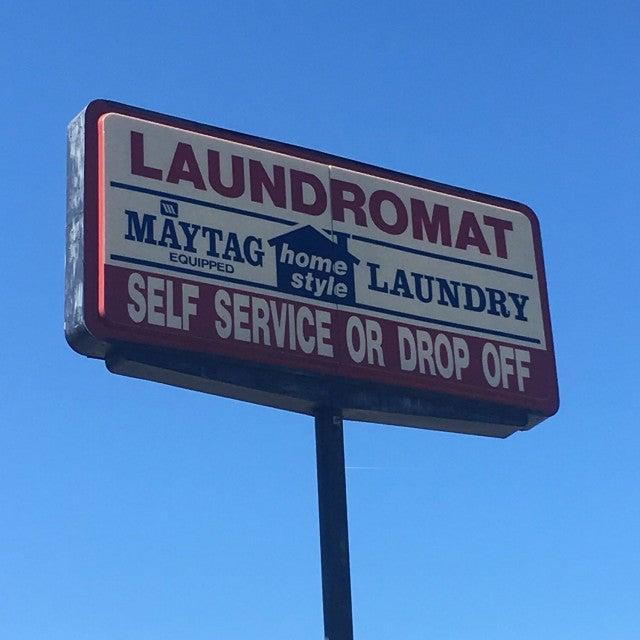 LAUNDROMAT
MAYTAG
EQUIPPED
home
style
LAUNDRY
SELF SERVICE OR DROP OFF